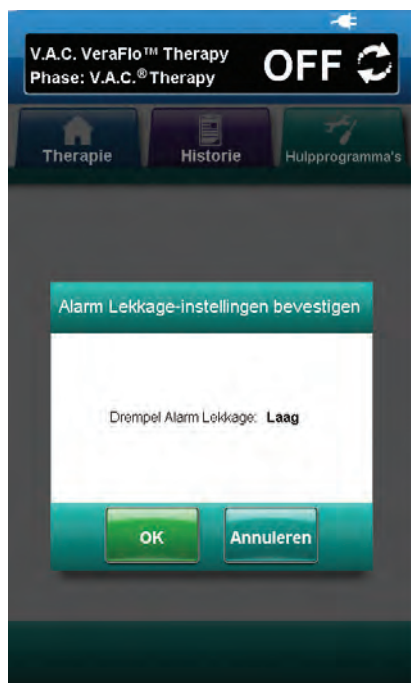 V.A.C. VeraFlo™ Therapy
Phase: V.A.C.® Therapy
OFF
Therapie
Historie
Hulpprogramma's
Alarm Lekkage-instellingen bevestigen
Drempel Alarm Lekkage: Laag
OK
Annuleren